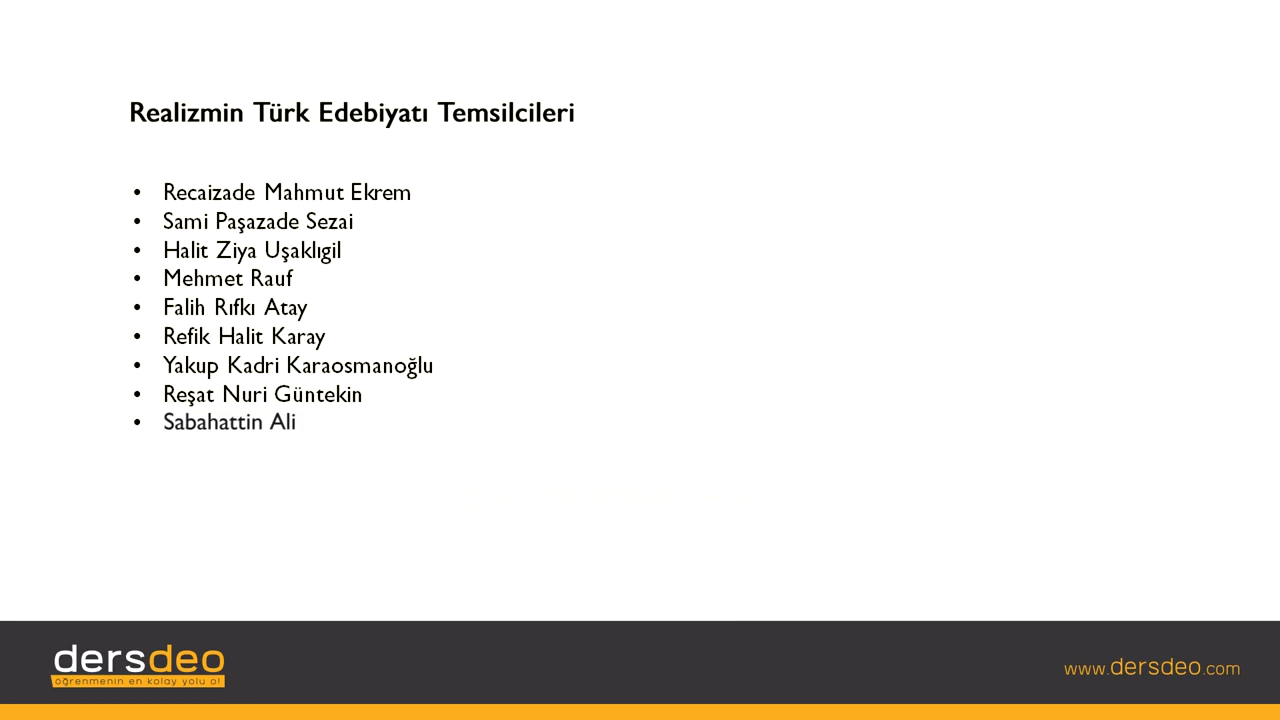 Realizmin Türk Edebiyatı Temsilcileri
• Recaizade Mahmut Ekrem
• Sami Paşazade Sezai
• Halit Ziya Uşaklıgil
• Mehmet Rauf
• Falih Rıfkı Atay
• Refik Halit Karay
• Yakup Kadri Karaosmanoğlu
• Reşat Nuri Güntekin
• Sabahattin Ali
dersdeo
öğrenmenin en kolay yolu o!
www.dersdeo.com